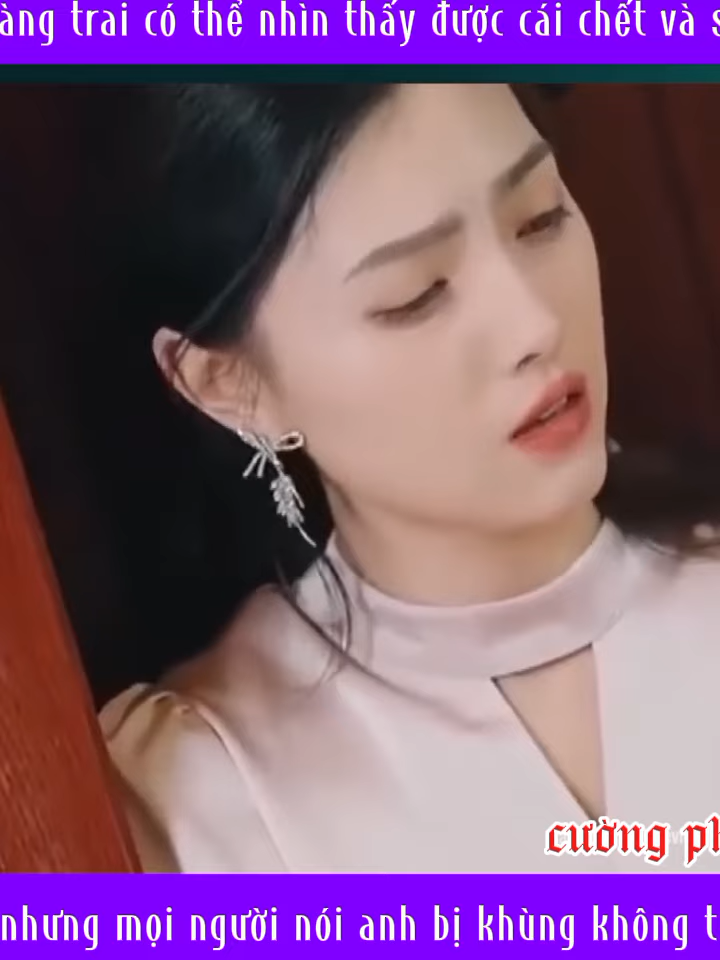 àng trai có thể nhìn thấy được cái chết và s
cường ph
nhưng mọi người nói anh bị khùng không t